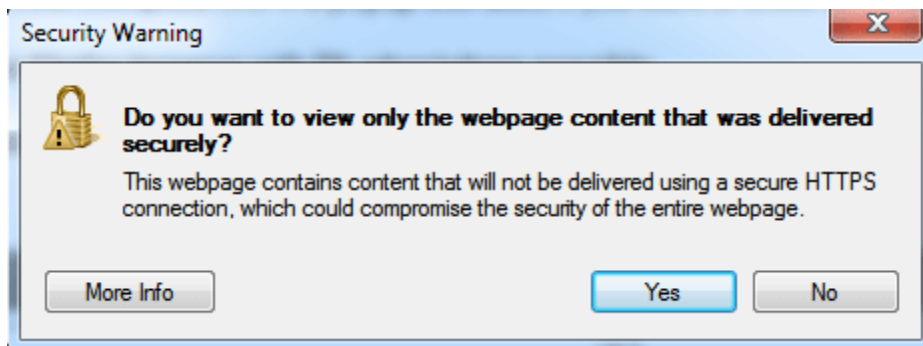 Security Warning
Do you want to view only the webpage content that was delivered
securely?
This webpage contains content that will not be delivered using a secure HTTPS
connection, which could compromise the security of the entire webpage.
More Info
Yes
No